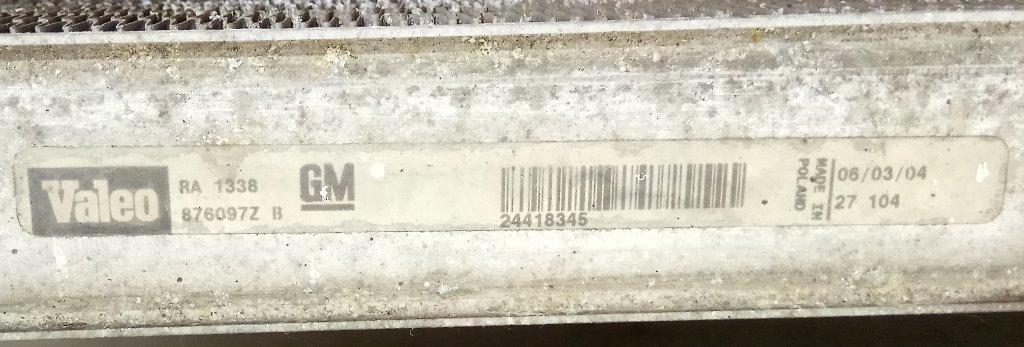 Valeo
RA 1338
876097Z B
GM
24418345
MADE IN
POLAND
06/03/04
27 104